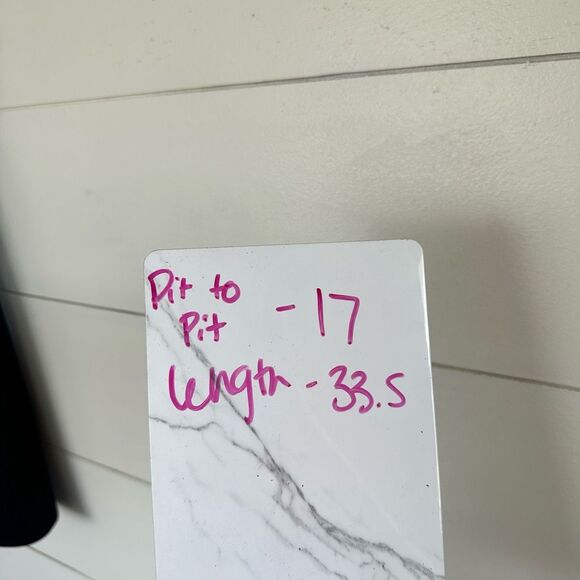 Pit to
Pit - 17
length - 33.5